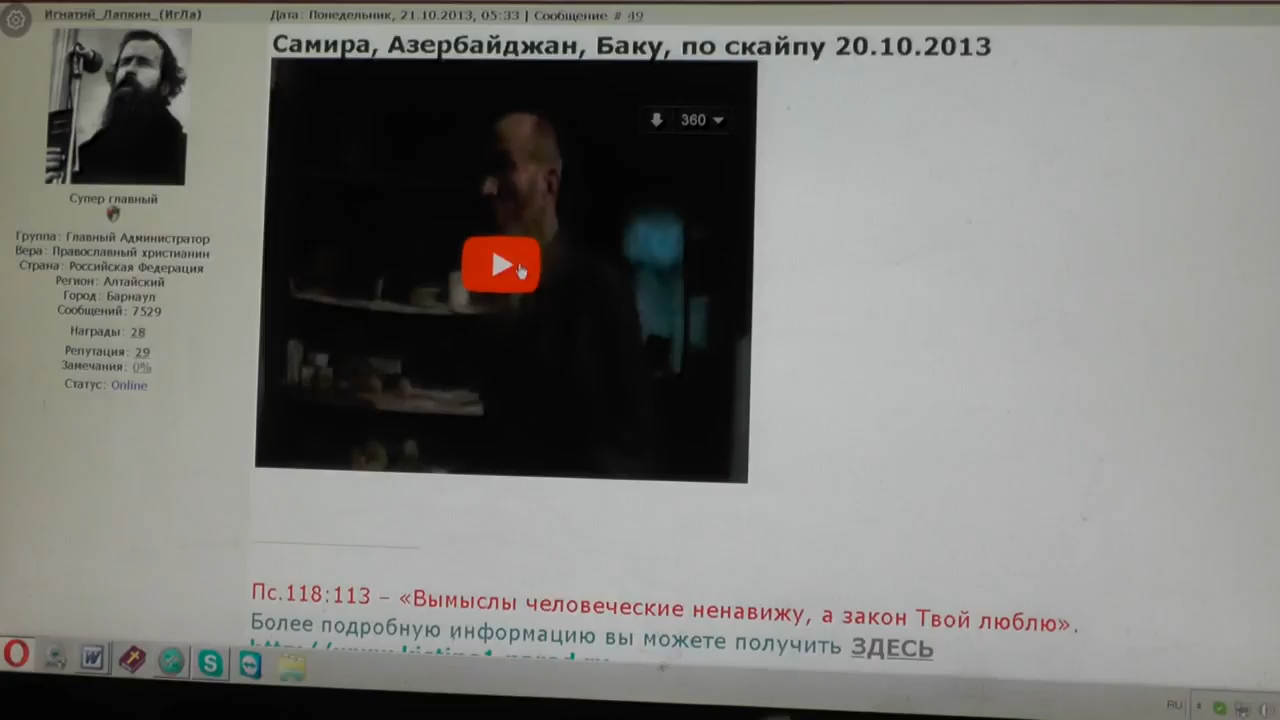 Игнатий_Лапкин_(ИгЛа)
Дата: Понедельник, 21.10.2013, 05:33 | Сообщение # 49
Самира, Азербайджан, Баку, по скайпу 20.10.2013
360
Супер главный
Группа: Главный Администратор
Вера: Православный христианин
Страна: Российская Федерация
Регион: Алтайский
Город: Барнаул
Сообщений: 7529
Награды: 28
Репутация: 29
Замечания: 0%
Статус: Online
Пс.118:113 – «Вымыслы человеческие ненавижу, а закон Твой люблю».
Более подробную информацию вы можете получить ЗДЕСЬ
RU